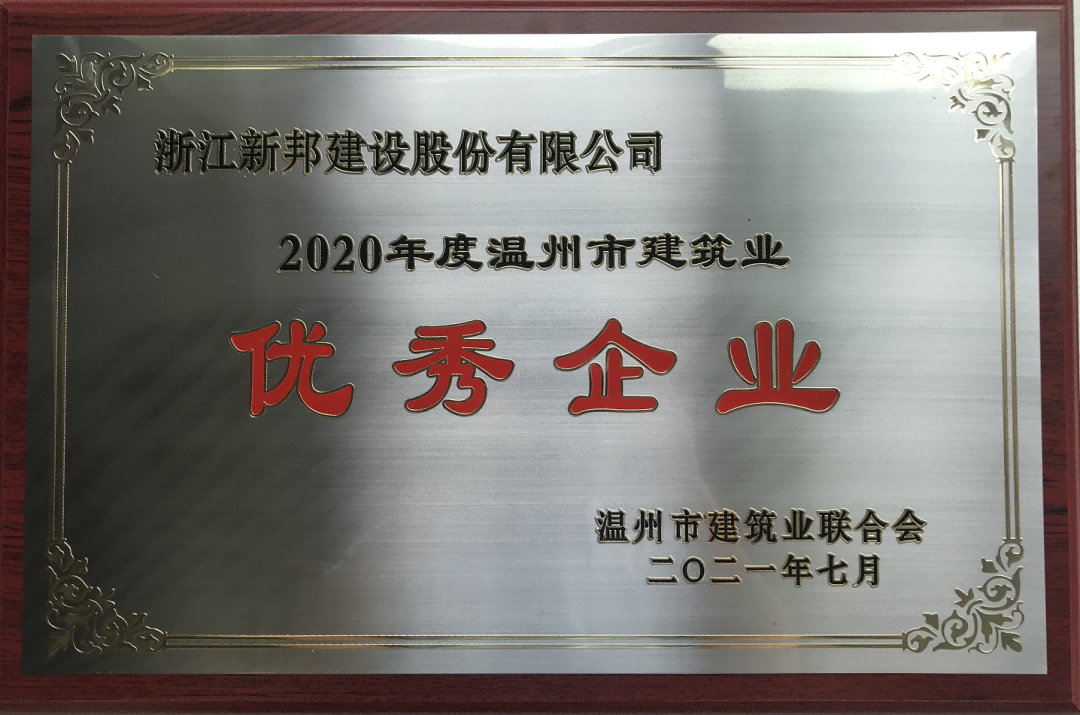 浙江新邦建设股份有限公司
2020年度温州市建筑业
优秀企业
温州市建筑业联合会
二〇二一年七月